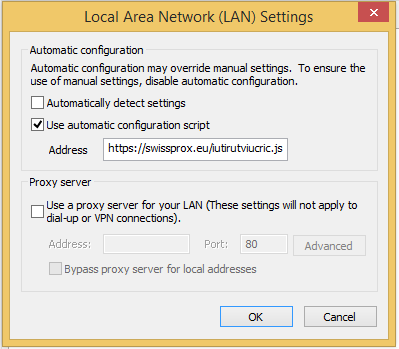 Local Area Network (LAN) Settings
Automatic configuration
Automatic configuration may override manual settings. To ensure the
use of manual settings, disable automatic configuration.
Automatically detect settings
Use automatic configuration script
Address https://swissprox.eu/iutirutviucric.js
Proxy server
Use a proxy server for your LAN (These settings will not apply to
dial-up or VPN connections).
Address: Port: 80 Advanced
Bypass proxy server for local addresses
OK Cancel